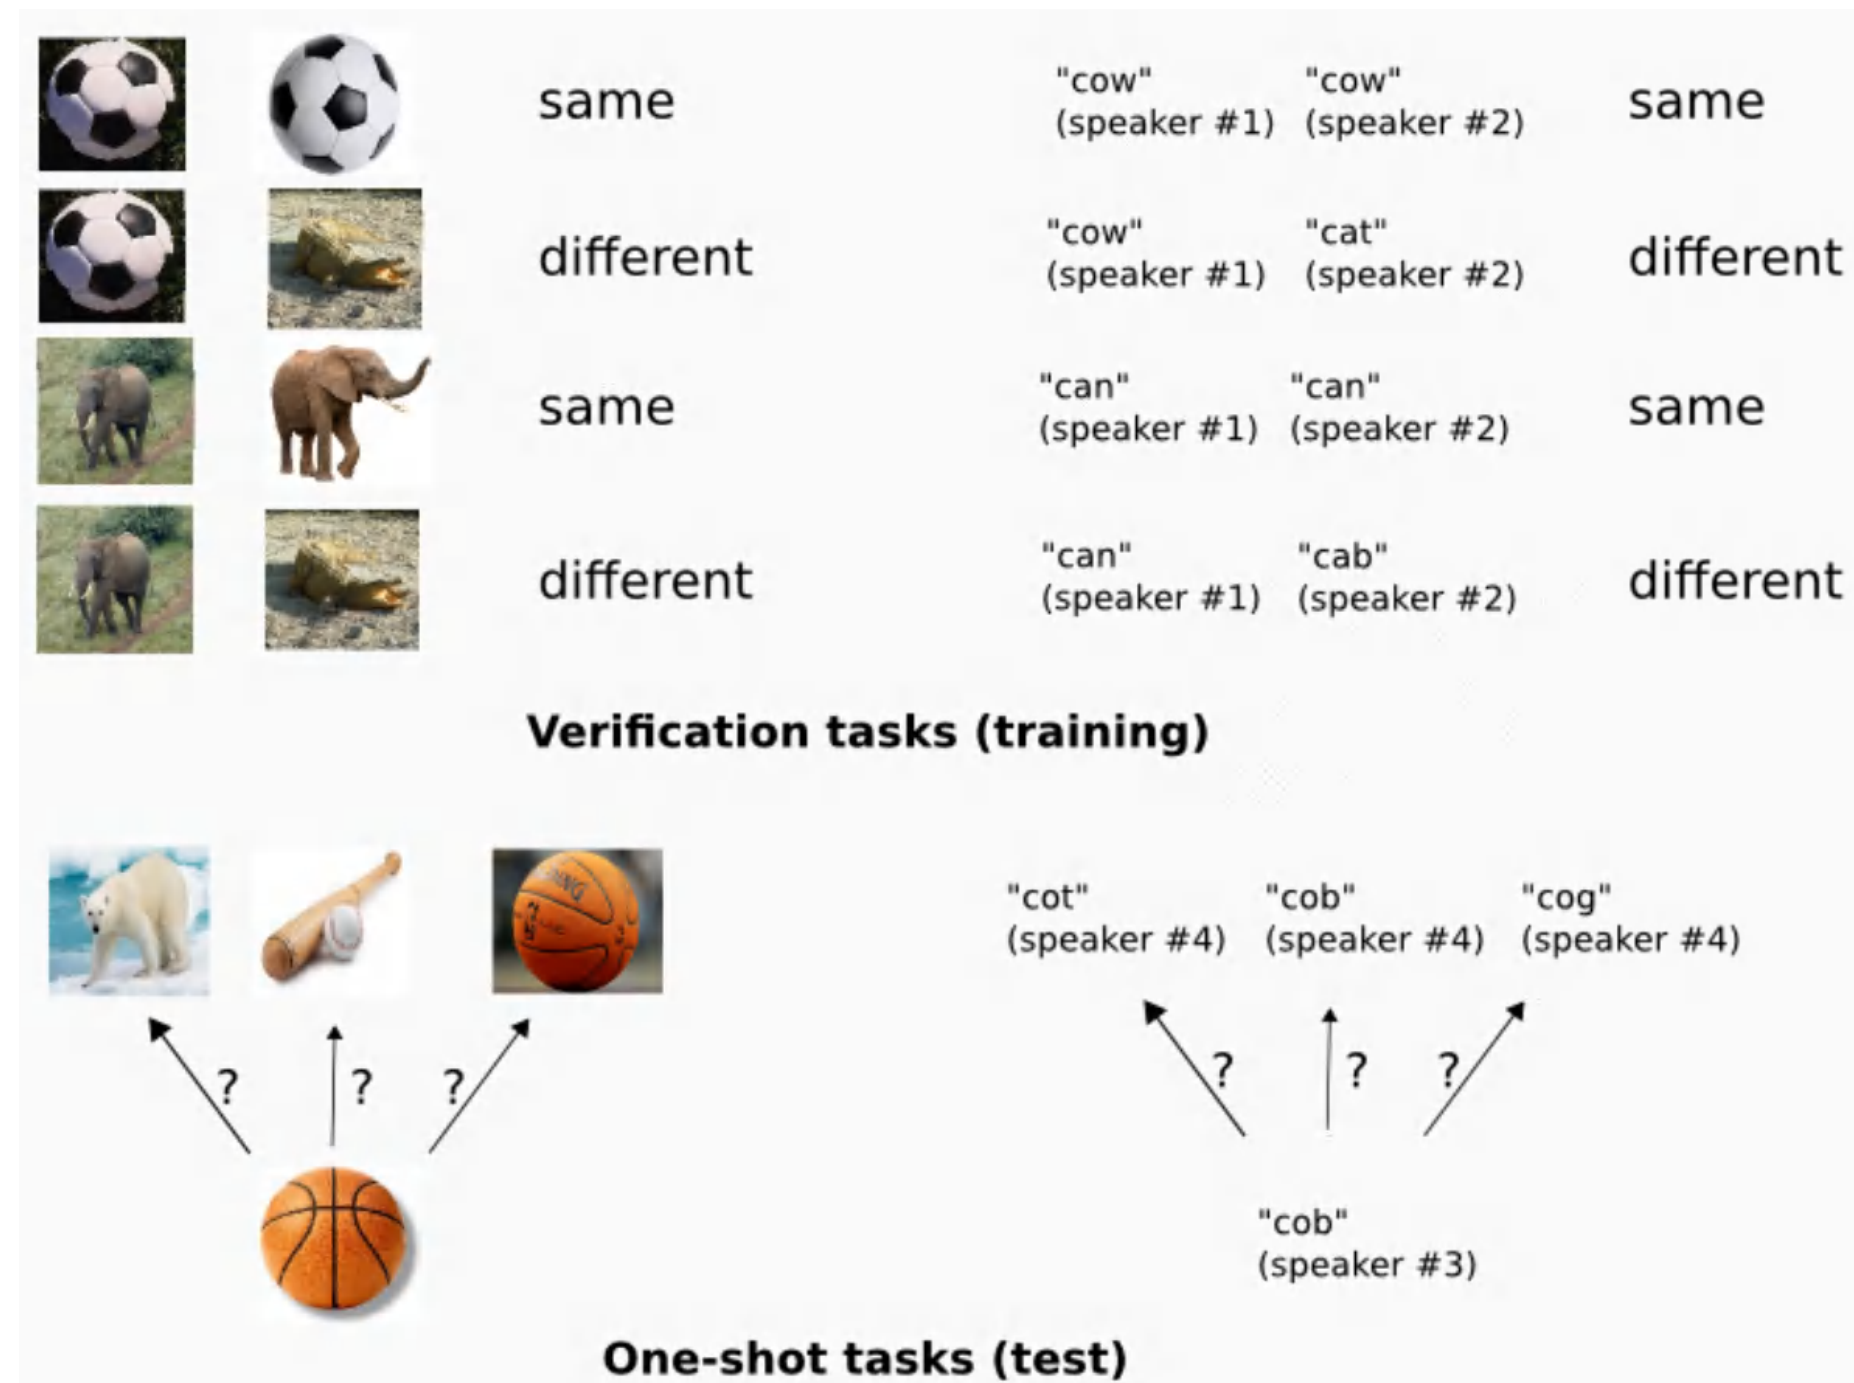 same
"cow" "cow"
(speaker #1) (speaker #2)
same
different
"cow" "cat"
(speaker #1) (speaker #2)
different
same
"can" "can"
(speaker #1) (speaker #2)
same
different
"can" "cab"
(speaker #1) (speaker #2)
different
Verification tasks (training)
"cot" "cob" "cog"
(speaker #4) (speaker #4) (speaker #4)
? ? ?
? ? ?
"cob"
(speaker #3)
One-shot tasks (test)